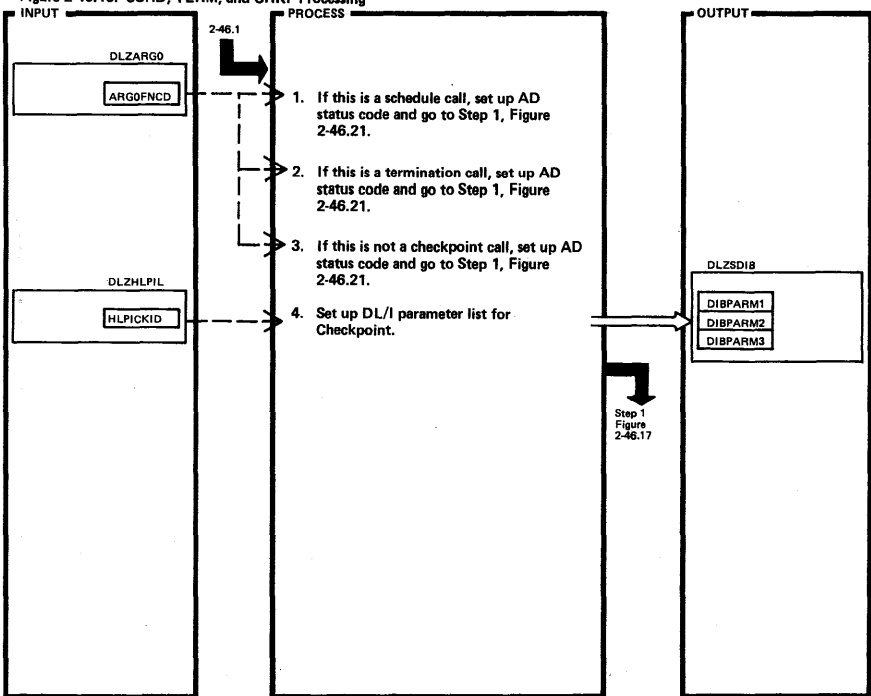 INPUT
PROCESS
OUTPUT
2-46.1
DLZARG0
ARG0FNCD
1. If this is a schedule call, set up AD
status code and go to Step 1, Figure
2-46.21.
2. If this is a termination call, set up AD
status code and go to Step 1, Figure
2-46.21.
3. If this is not a checkpoint call, set up AD
status code and go to Step 1, Figure
2-46.21.
DLZHLPIL
HLPICKID
4. Set up DL/I parameter list for
Checkpoint.
DLZSDIB
DIBPARM1
DIBPARM2
DIBPARM3
Step 1
Figure
2-46.17